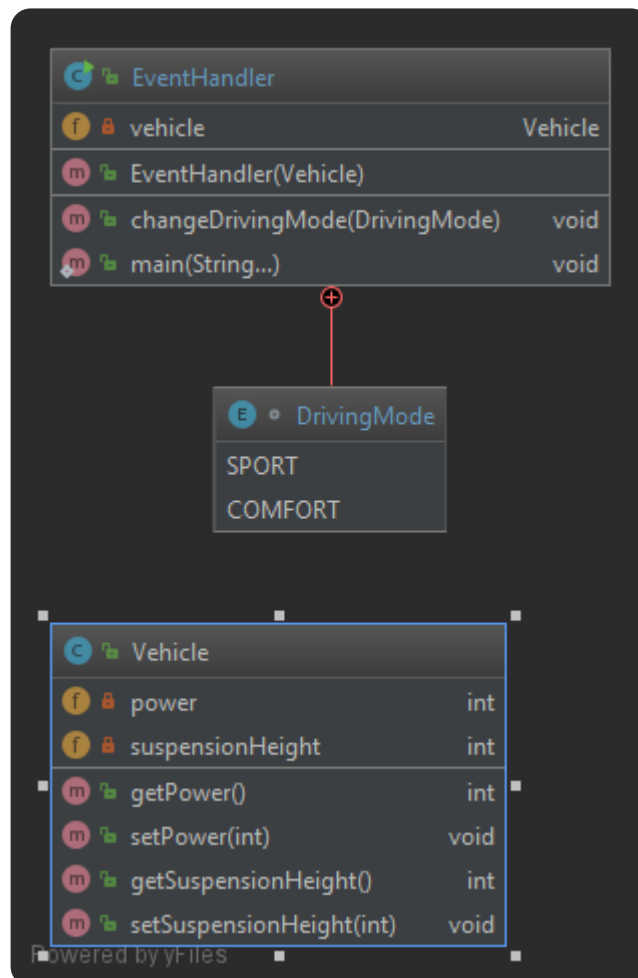 EventHandler
vehicle Vehicle
EventHandler(Vehicle)
changeDrivingMode(DrivingMode) void
main(String...) void
DrivingMode
SPORT
COMFORT
Vehicle
power int
suspensionHeight int
getPower() int
setPower(int) void
getSuspensionHeight() int
setSuspensionHeight(int) void
Powered by yFiles